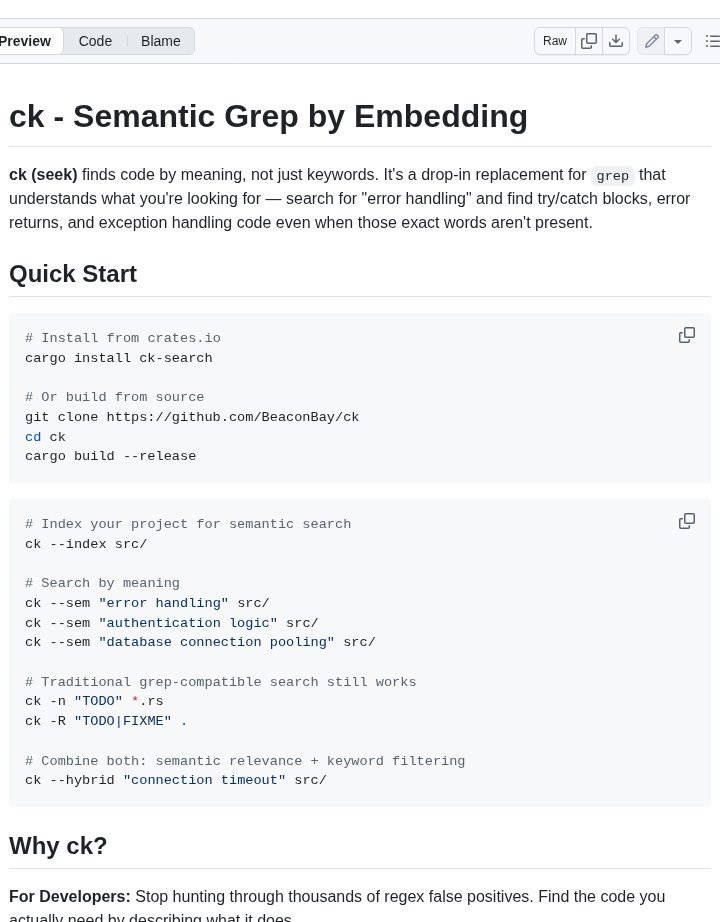 Preview Code Blame Raw
ck - Semantic Grep by Embedding
ck (seek) finds code by meaning, not just keywords. It's a drop-in replacement for grep that
understands what you're looking for — search for "error handling" and find try/catch blocks, error
returns, and exception handling code even when those exact words aren't present.
Quick Start
# Install from crates.io
cargo install ck-search
# Or build from source
git clone https://github.com/BeaconBay/ck
cd ck
cargo build --release
# Index your project for semantic search
ck --index src/
# Search by meaning
ck --sem "error handling" src/
ck --sem "authentication logic" src/
ck --sem "database connection pooling" src/
# Traditional grep-compatible search still works
ck -n "TODO" *.rs
ck -R "TODO|FIXME" .
# Combine both: semantic relevance + keyword filtering
ck --hybrid "connection timeout" src/
Why ck?
For Developers: Stop hunting through thousands of regex false positives. Find the code you
actually need by describing what it does.